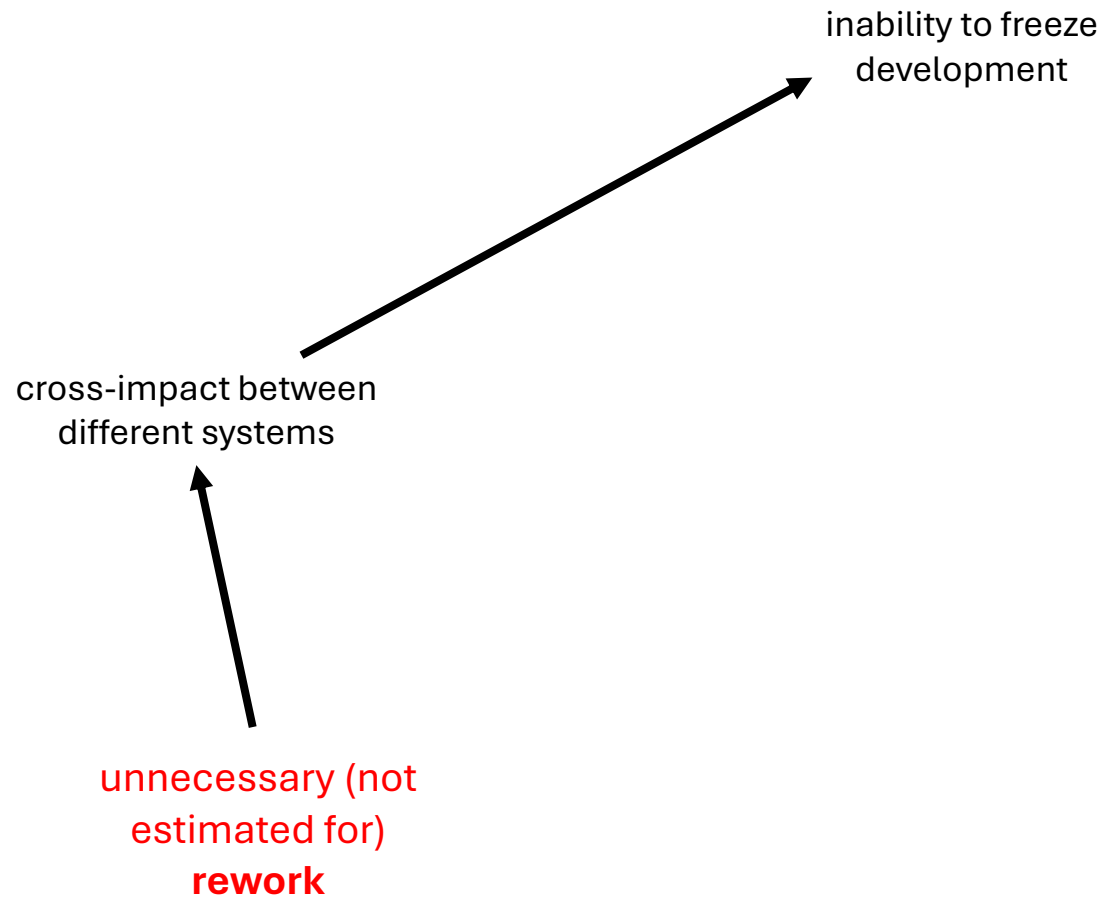 inability to freeze
development
cross-impact between
different systems
unnecessary (not
estimated for)
rework